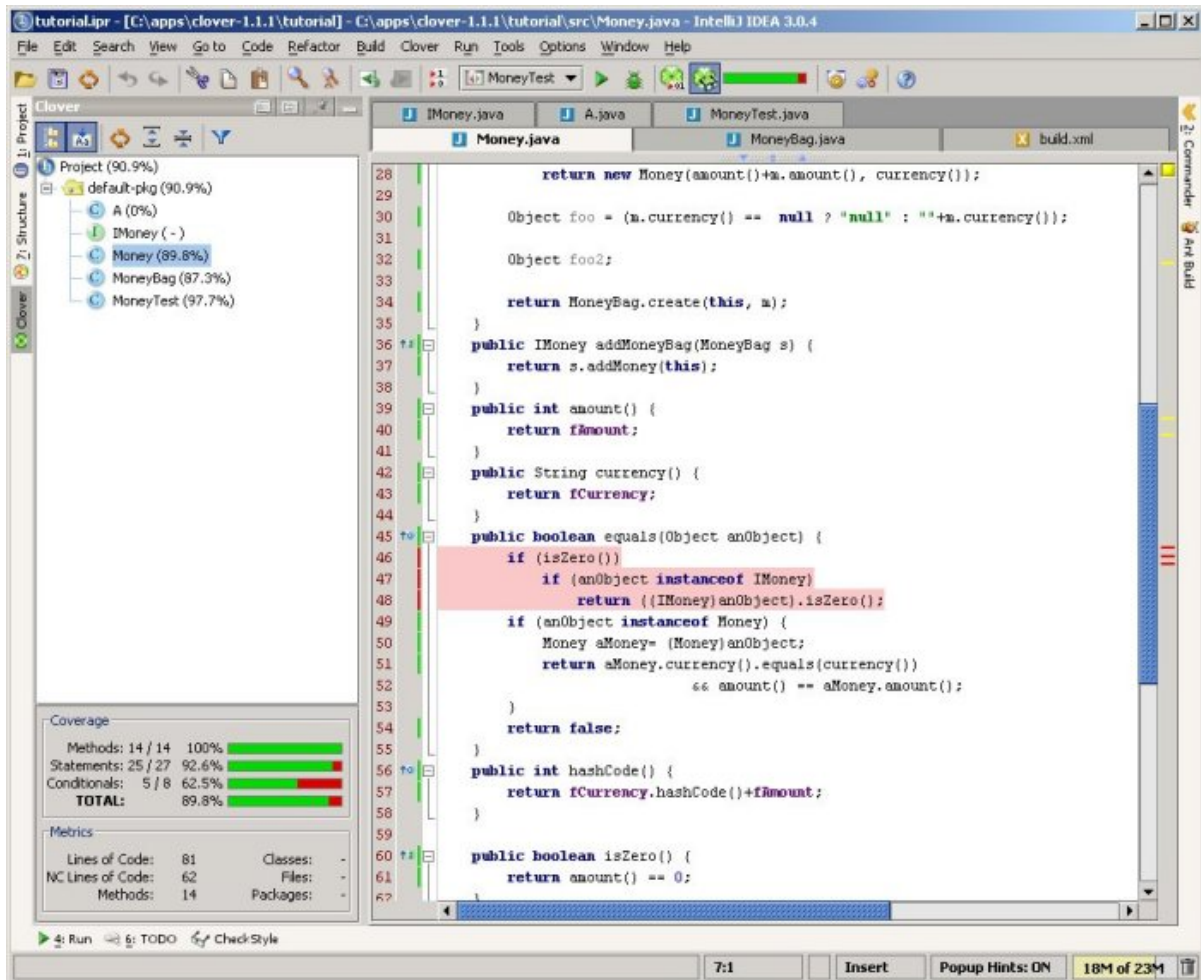 tutorial.ipr - [C:\apps\clover-1.1.1\tutorial] - C:\apps\clover-1.1.1\tutorial\src\Money.java - IntelliJ IDEA 3.0.4
File Edit Search View Go to Code Refactor Build Clover Run Tools Options Window Help
MoneyTest
1: Project
7: Structure
Clover
Clover
Project (90.9%)
default-pkg (90.9%)
A (0%)
IMoney ( - )
Money (89.8%)
MoneyBag (87.3%)
MoneyTest (97.7%)
Coverage
Methods: 14 / 14 100%
Statements: 25 / 27 92.6%
Conditionals: 5 / 8 62.5%
TOTAL: 89.8%
Metrics
Lines of Code: 81 Classes: -
NC Lines of Code: 62 Files: -
Methods: 14 Packages: -
IMoney.java A.java MoneyTest.java
Money.java MoneyBag.java build.xml
28 return new Money(amount()+m.amount(), currency());
29
30 Object foo = (m.currency() == null ? "null" : ""+m.currency());
31
32 Object foo2;
33
34 return MoneyBag.create(this, m);
35 }
36 public IMoney addMoneyBag(MoneyBag s) {
37 return s.addMoney(this);
38 }
39 public int amount() {
40 return fAmount;
41 }
42 public String currency() {
43 return fCurrency;
44 }
45 public boolean equals(Object anObject) {
46 if (isZero())
47 if (anObject instanceof IMoney)
48 return ((IMoney)anObject).isZero();
49 if (anObject instanceof Money) {
50 Money aMoney= (Money)anObject;
51 return aMoney.currency().equals(currency())
52 && amount() == aMoney.amount();
53 }
54 return false;
55 }
56 public int hashCode() {
57 return fCurrency.hashCode()+fAmount;
58 }
59
60 public boolean isZero() {
61 return amount() == 0;
62 }
2: Commander
Ant Build
4: Run 6: TODO CheckStyle
7:1 Insert Popup Hints: ON 18M of 23M